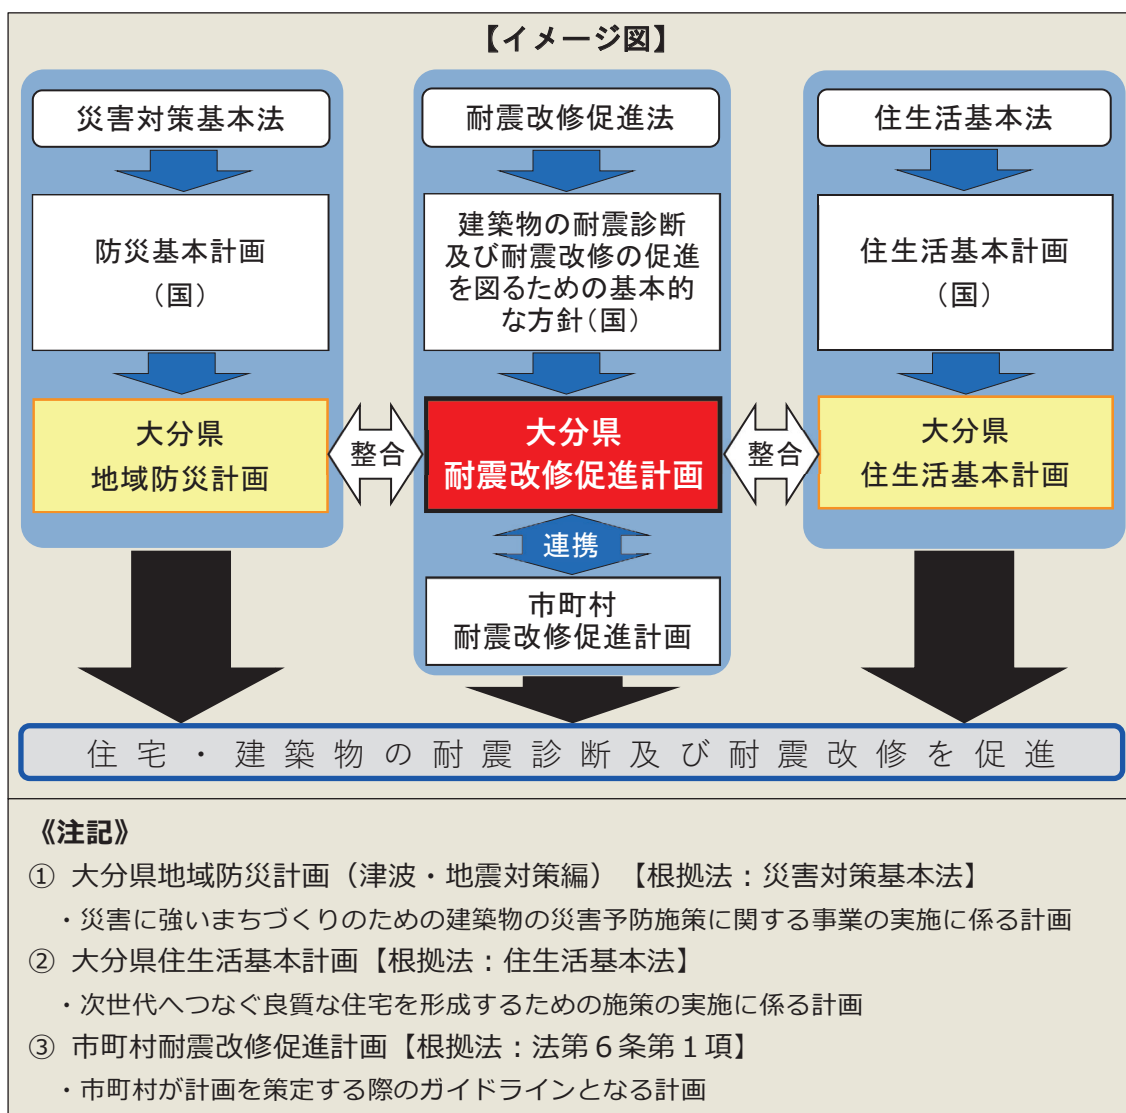 【イメージ図】
災害対策基本法
防災基本計画
（国）
大分県
地域防災計画
整合
耐震改修促進法
建築物の耐震診断
及び耐震改修の促進
を図るための基本的
な方針（国）
大分県
耐震改修促進計画
連携
市町村
耐震改修促進計画
整合
住生活基本法
住生活基本計画
（国）
大分県
住生活基本計画
住宅・建築物の耐震診断及び耐震改修を促進
《注記》
① 大分県地域防災計画（津波・地震対策編）【根拠法：災害対策基本法】
・災害に強いまちづくりのための建築物の災害予防施策に関する事業の実施に係る計画
② 大分県住生活基本計画【根拠法：住生活基本法】
・次世代へつなぐ良質な住宅を形成するための施策の実施に係る計画
③ 市町村耐震改修促進計画【根拠法：法第６条第１項】
・市町村が計画を策定する際のガイドラインとなる計画